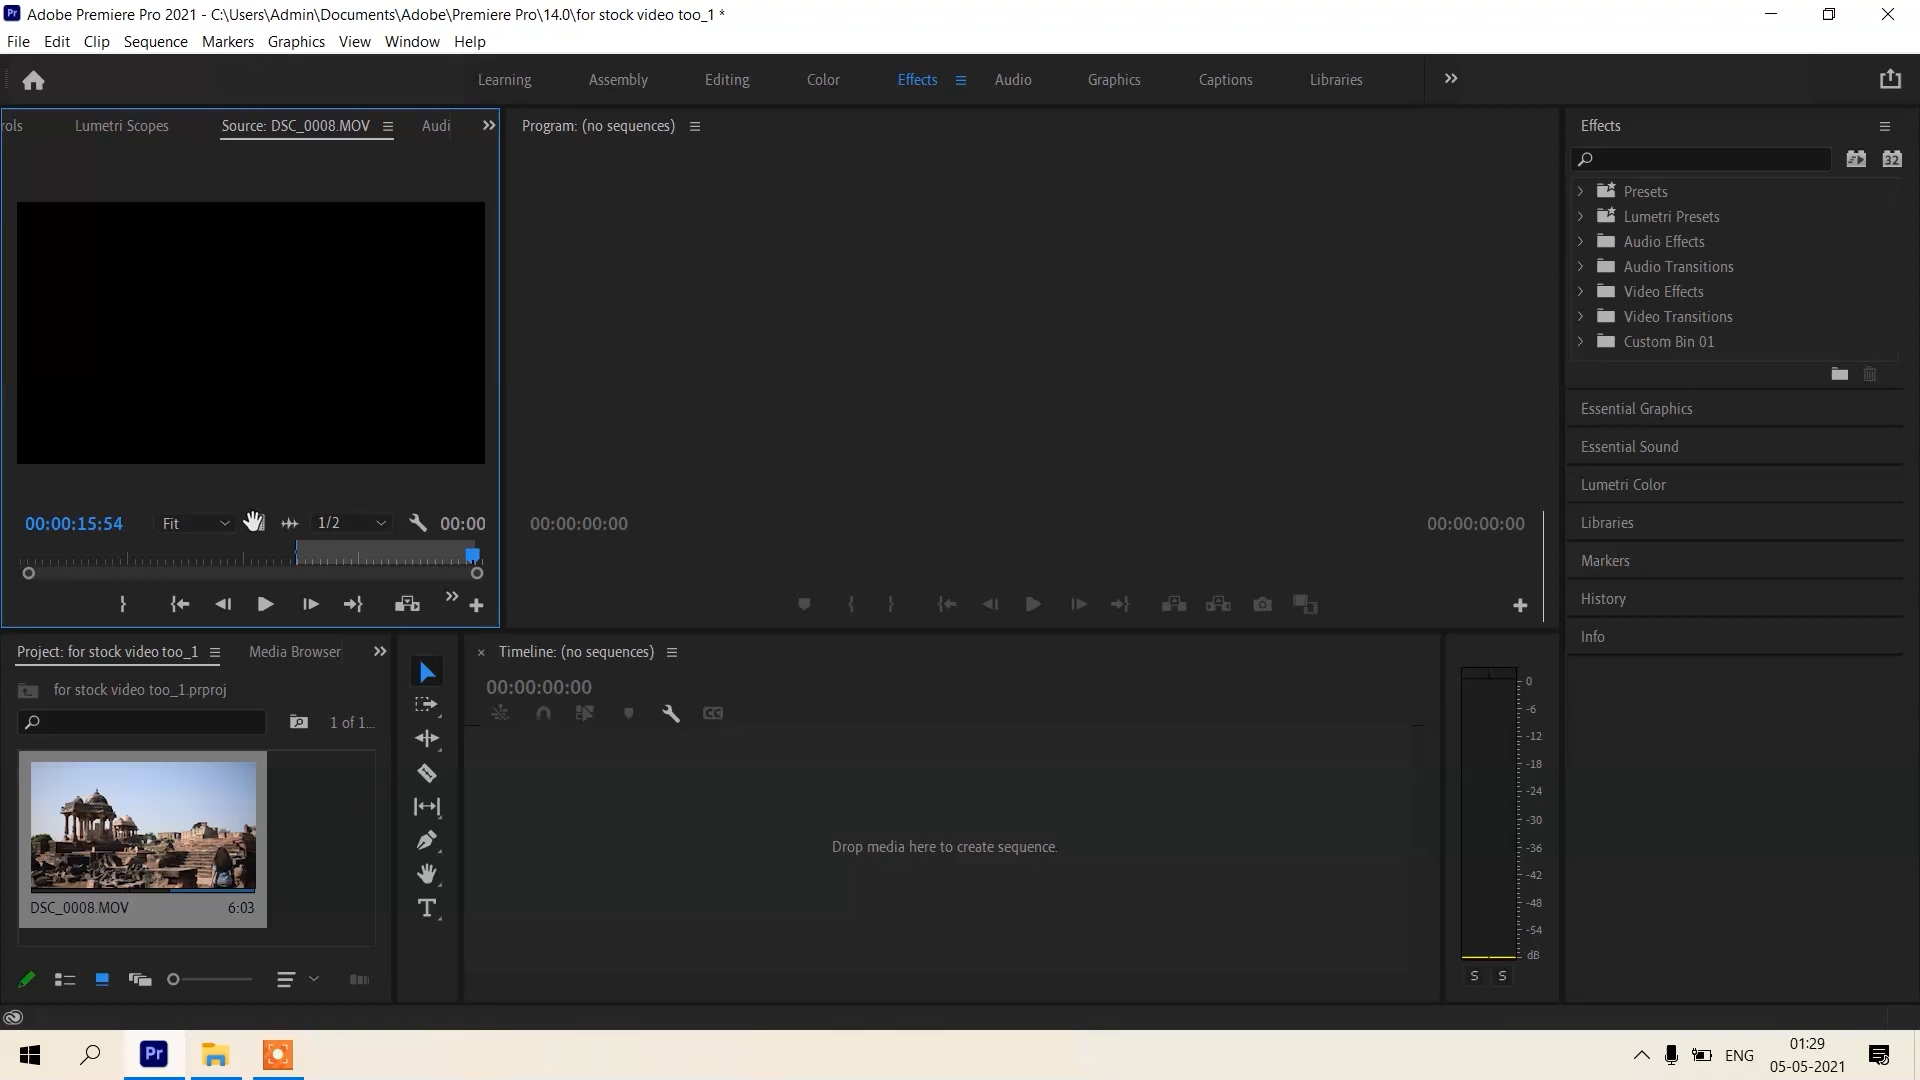 Adobe Premiere Pro 2021 - C:\Users\Admin\Documents\Adobe\Premiere Pro\14.0\for stock video too_1 *
File Edit Clip Sequence Markers Graphics View Window Help
Learning Assembly Editing Color Effects Audio Graphics Captions Libraries
rols Lumetri Scopes Source: DSC_0008.MOV Audi
Program: (no sequences)
Effects
32
Presets
Lumetri Presets
Audio Effects
Audio Transitions
Video Effects
Video Transitions
Custom Bin 01
Essential Graphics
Essential Sound
Lumetri Color
Libraries
Markers
History
Info
00:00:15:54 Fit 1/2 00:00
00:00:00:00 00:00:00:00
Project: for stock video too_1 Media Browser
for stock video too_1.prproj
1 of 1...
DSC_0008.MOV 6:03
T
Timeline: (no sequences)
00:00:00:00
CC
Drop media here to create sequence.
0
-6
-12
-18
-24
-30
-36
-42
-48
-54
dB
S S
Pr
ENG
01:29
05-05-2021